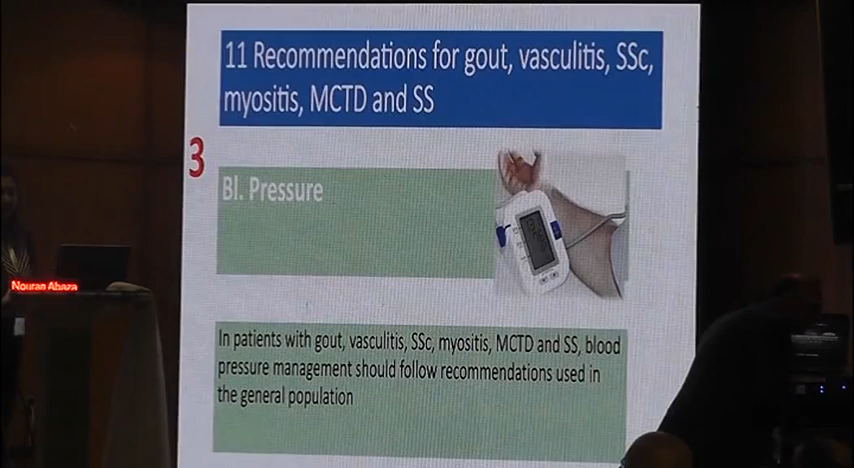 11 Recommendations for gout, vasculitis, SSc,
myositis, MCTD and SS
3
Bl. Pressure
Nouran Abaza
In patients with gout, vasculitis, SSc, myositis, MCTD and SS, blood
pressure management should follow recommendations used in
the general population